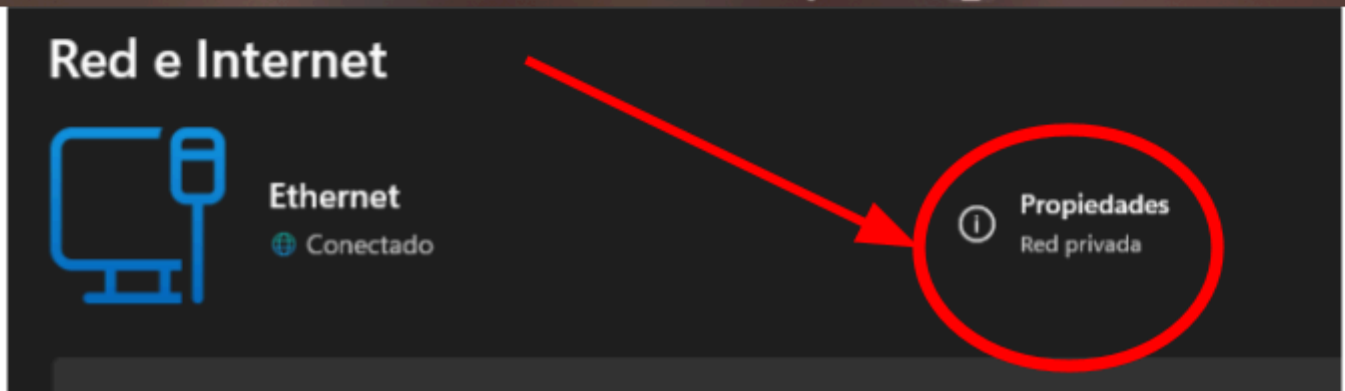 Red e Internet
Ethernet
Conectado
Propiedades
Red privada